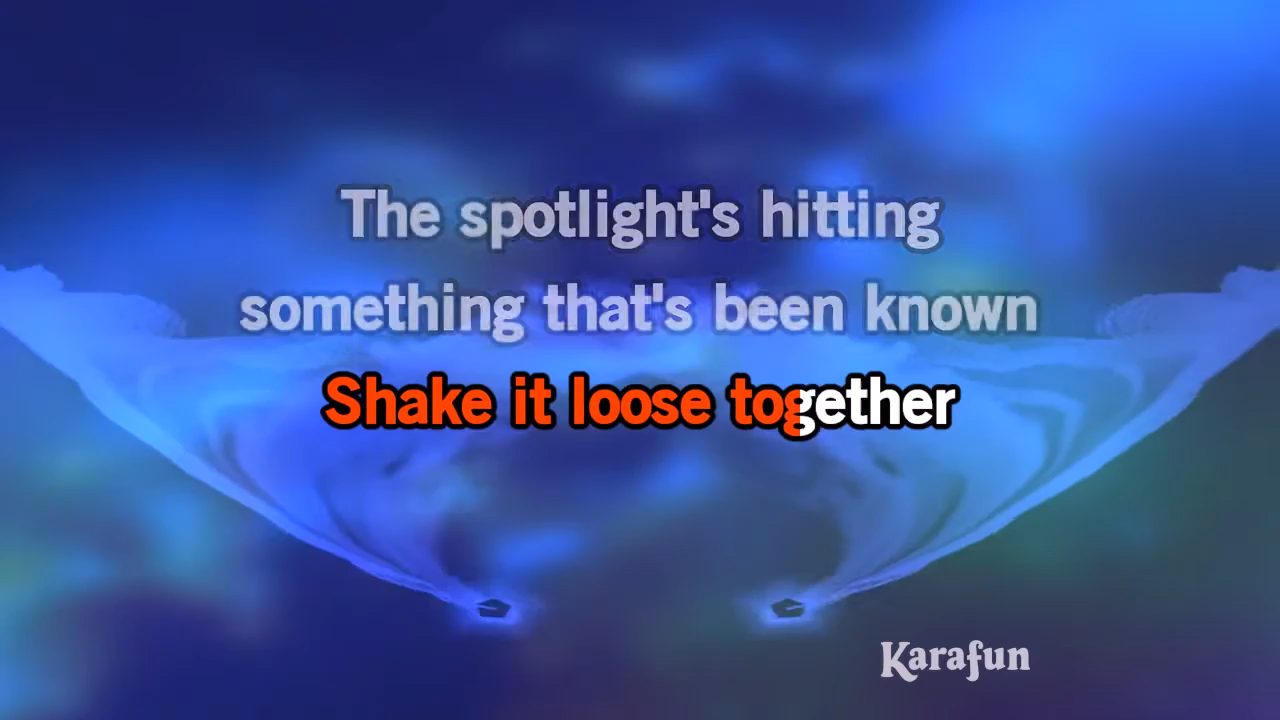 The spotlight's hitting
something that's been known
Shake it loose together
Karafun